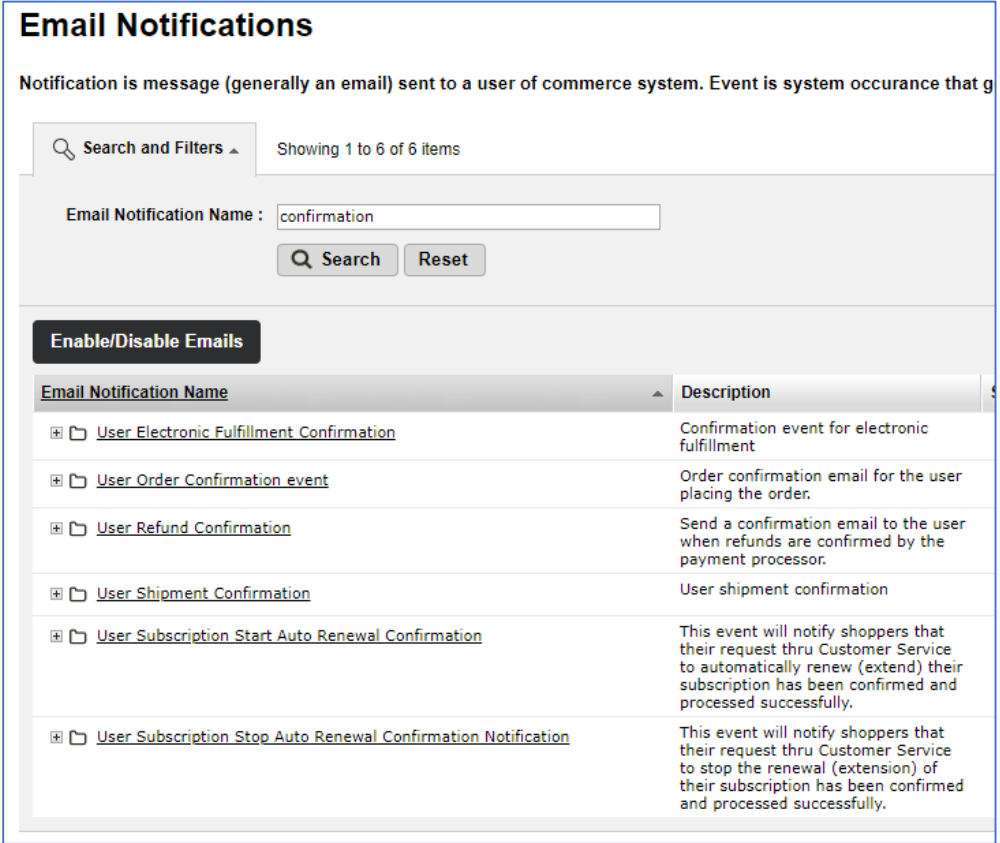 Email Notifications
Notification is message (generally an email) sent to a user of commerce system. Event is system occurance that g
Search and Filters
Showing 1 to 6 of 6 items
Email Notification Name :
confirmation
Search
Reset
Enable/Disable Emails
Email Notification Name
Description
User Electronic Fulfillment Confirmation
Confirmation event for electronic
fulfillment
User Order Confirmation event
Order confirmation email for the user
placing the order.
User Refund Confirmation
Send a confirmation email to the user
when refunds are confirmed by the
payment processor.
User Shipment Confirmation
User shipment confirmation
User Subscription Start Auto Renewal Confirmation
This event will notify shoppers that
their request thru Customer Service
to automatically renew (extend) their
subscription has been confirmed and
processed successfully.
User Subscription Stop Auto Renewal Confirmation Notification
This event will notify shoppers that
their request thru Customer Service
to stop the renewal (extension) of
their subscription has been confirmed
and processed successfully.